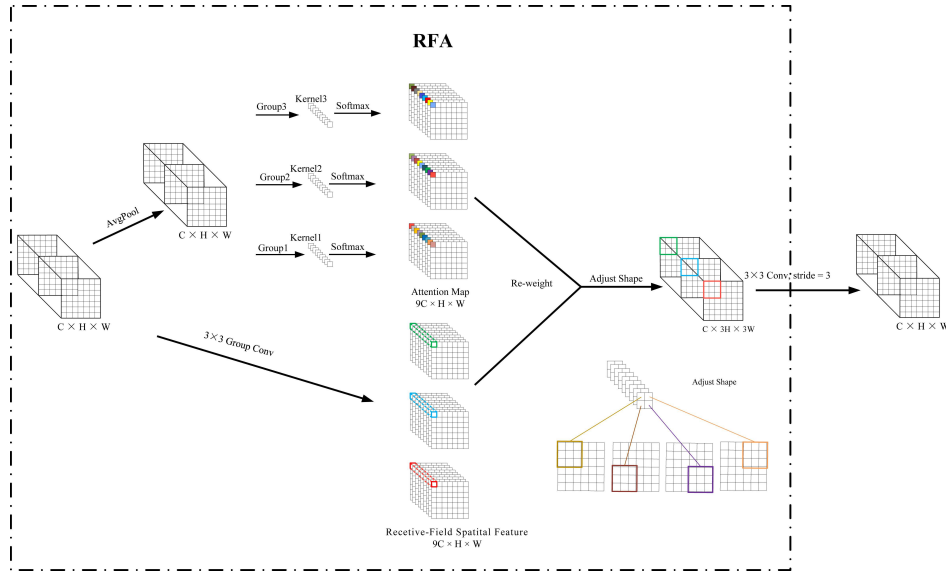 RFA
Kernel3
Group3
Softmax
Kernel2
Group2
Softmax
AvgPool
C × H × W
Kernel1
Group1
Softmax
C × H × W
Attention Map
9C × H × W
Re-weight
Adjust Shape
3×3 Conv, stride = 3
C × 3H × 3W
C × H × W
3×3 Group Conv
Adjust Shape
Recetive-Field Spatital Feature
9C × H × W